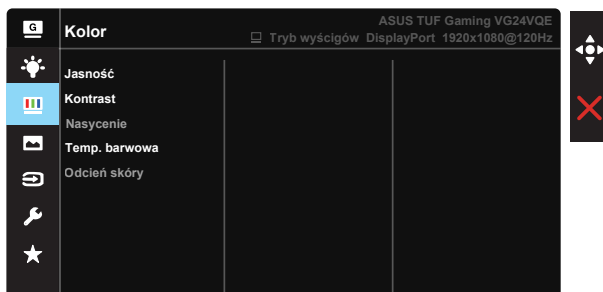 G
Kolor
ASUS TUF Gaming VG24VQE
Tryb wyścigów DisplayPort 1920x1080@120Hz
Jasność
Kontrast
Nasycenie
Temp. barwowa
Odcień skóry